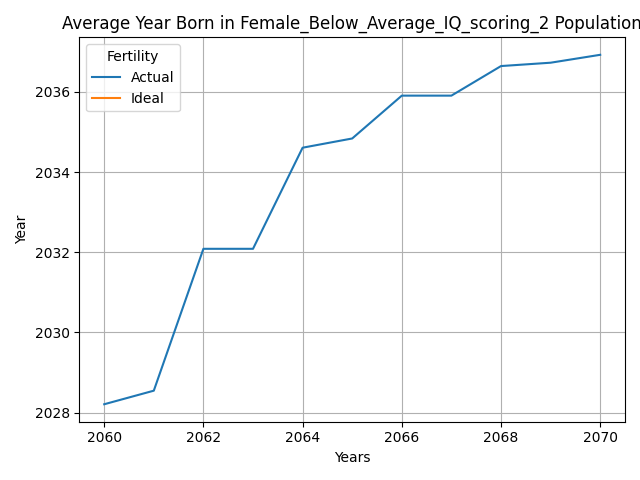 Average Year Born in Female_Below_Average_IQ_scoring_2 Population
Fertility
Actual
Ideal
Year
2036
2034
2032
2030
2028
2060 2062 2064 2066 2068 2070
Years